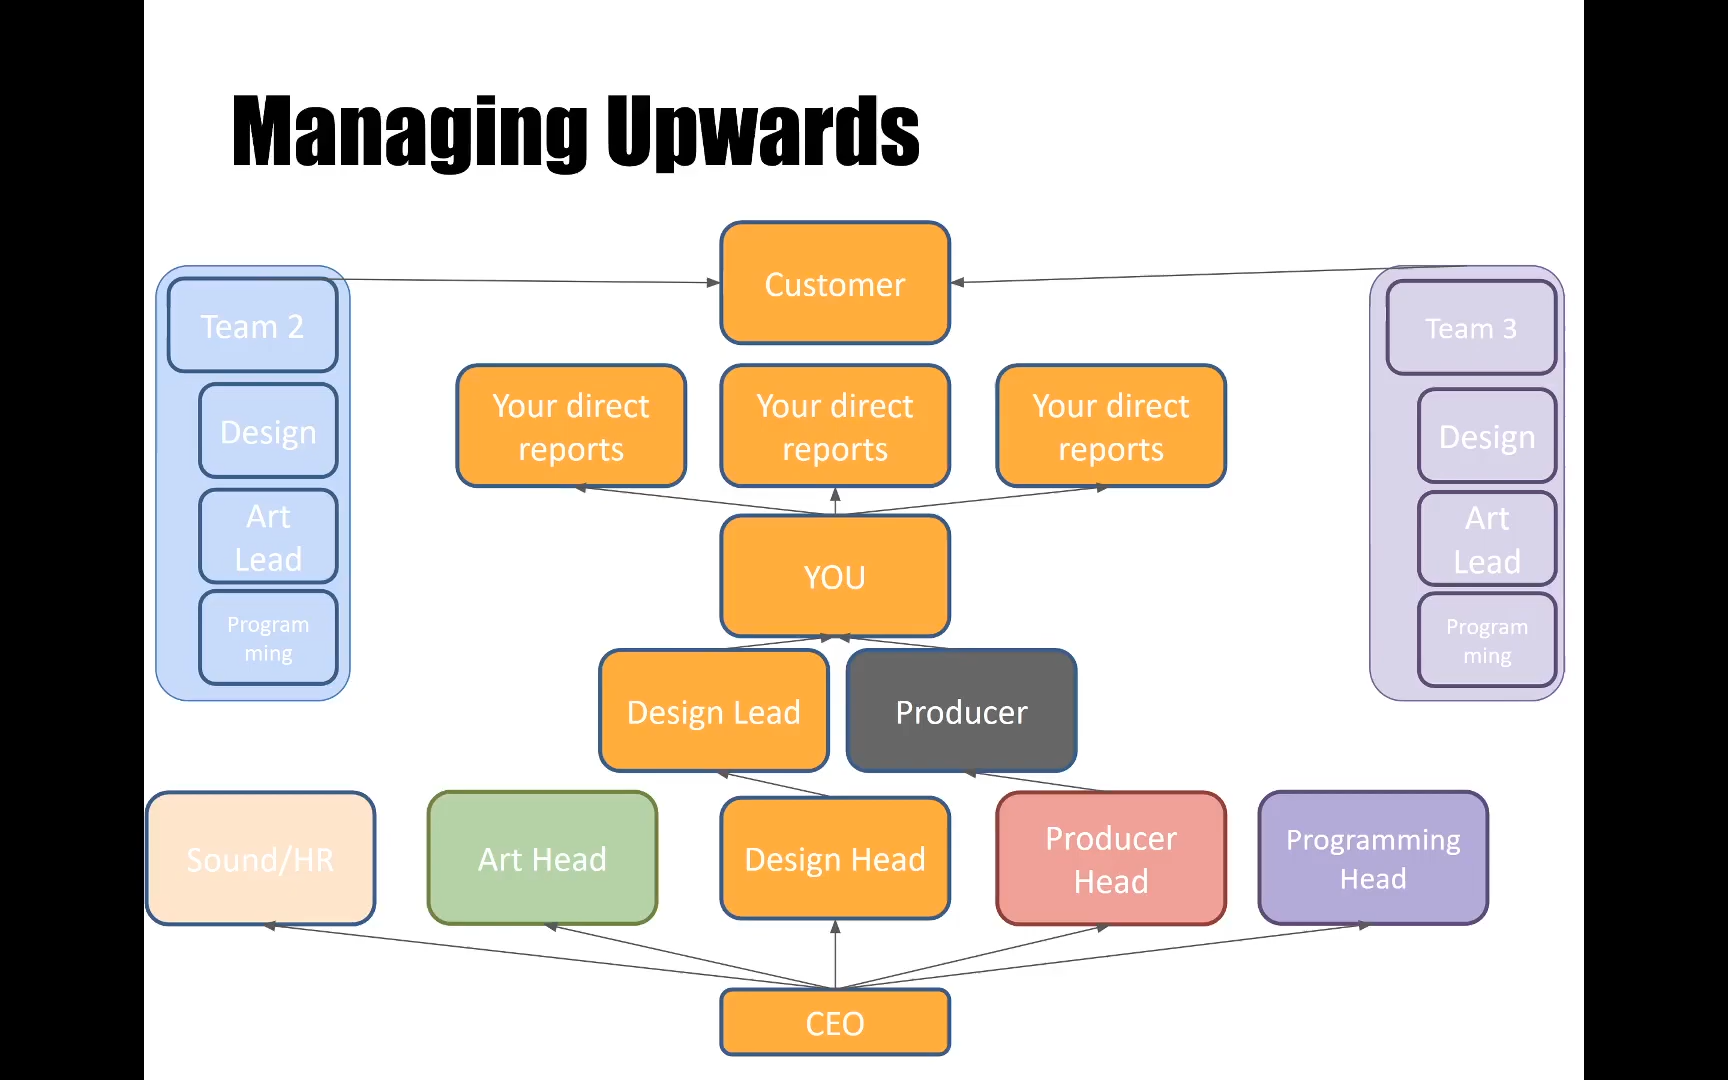 Managing Upwards
Customer
Team 2
Design
Art
Lead
Program
ming
Your direct
reports
Your direct
reports
Your direct
reports
Team 3
Design
Art
Lead
Program
ming
YOU
Design Lead
Producer
Sound/HR
Art Head
Design Head
Producer
Head
Programming
Head
CEO